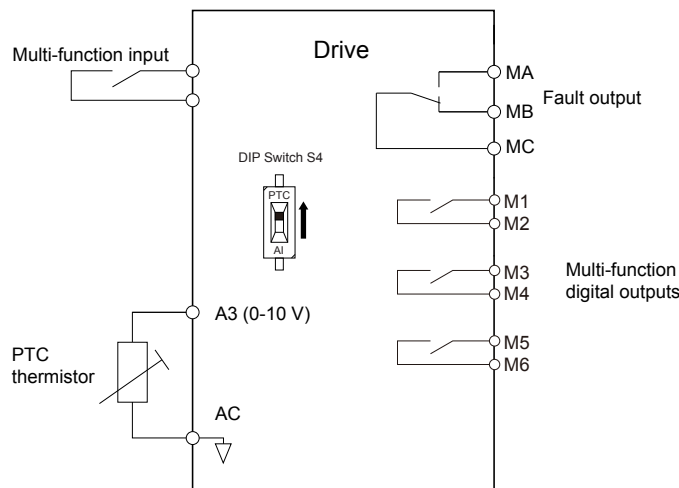 Drive
Multi-function input
MA
MB
Fault output
MC
DIP Switch S4
PTC
AI
M1
M2
M3
M4
Multi-function
digital outputs
M5
M6
A3 (0-10 V)
PTC
thermistor
AC